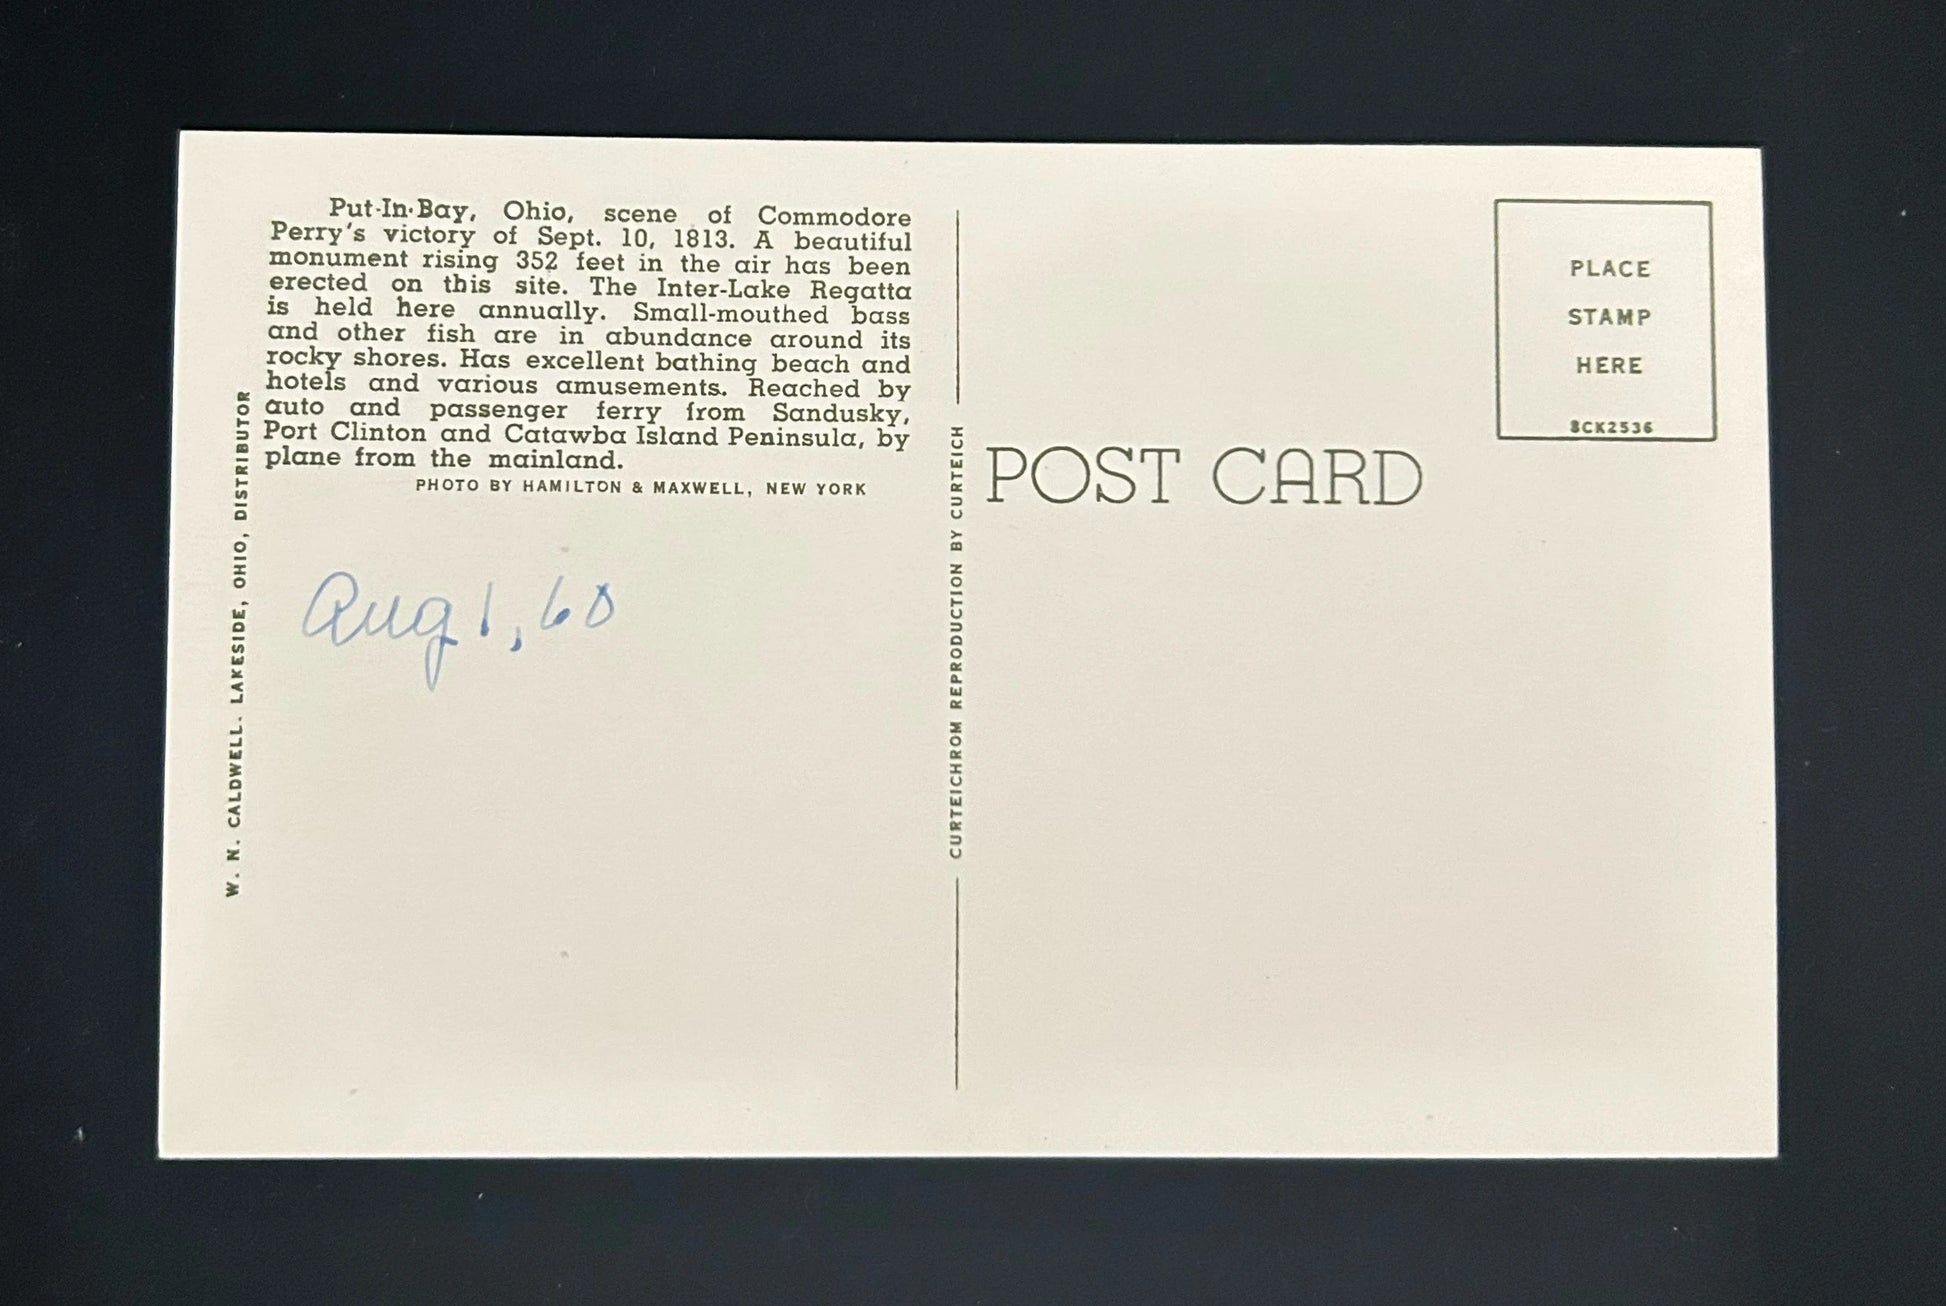 Put-In-Bay, Ohio, scene of Commodore
Perry's victory of Sept. 10, 1813. A beautiful
monument rising 352 feet in the air has been
erected on this site. The Inter-Lake Regatta
is held here annually. Small-mouthed bass
and other fish are in abundance around its
rocky shores. Has excellent bathing beach and
hotels and various amusements. Reached by
auto and passenger ferry from Sandusky,
Port Clinton and Catawba Island Peninsula, by
plane from the mainland.
PHOTO BY HAMILTON & MAXWELL, NEW YORK
W. N. CALDWELL. LAKESIDE, OHIO, DISTRIBUTOR
Aug 1, 60
CURTEICHROM REPRODUCTION BY CURTEICH
POST CARD
PLACE
STAMP
HERE
8CK2536